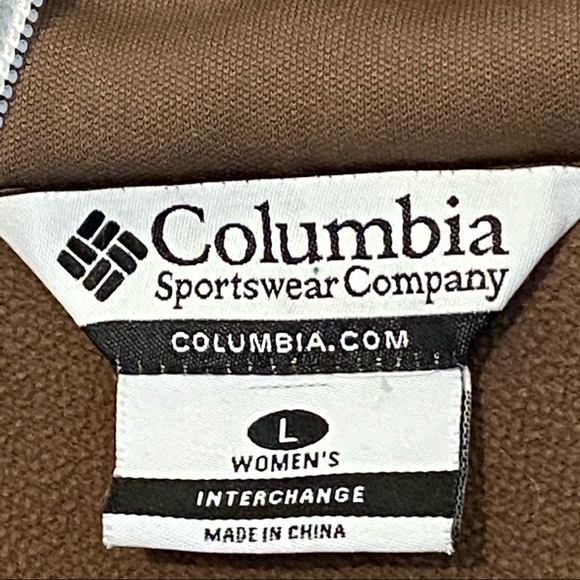 Columbia
Sportswear Company
COLUMBIA.COM
L
WOMEN'S
INTERCHANGE
MADE IN CHINA